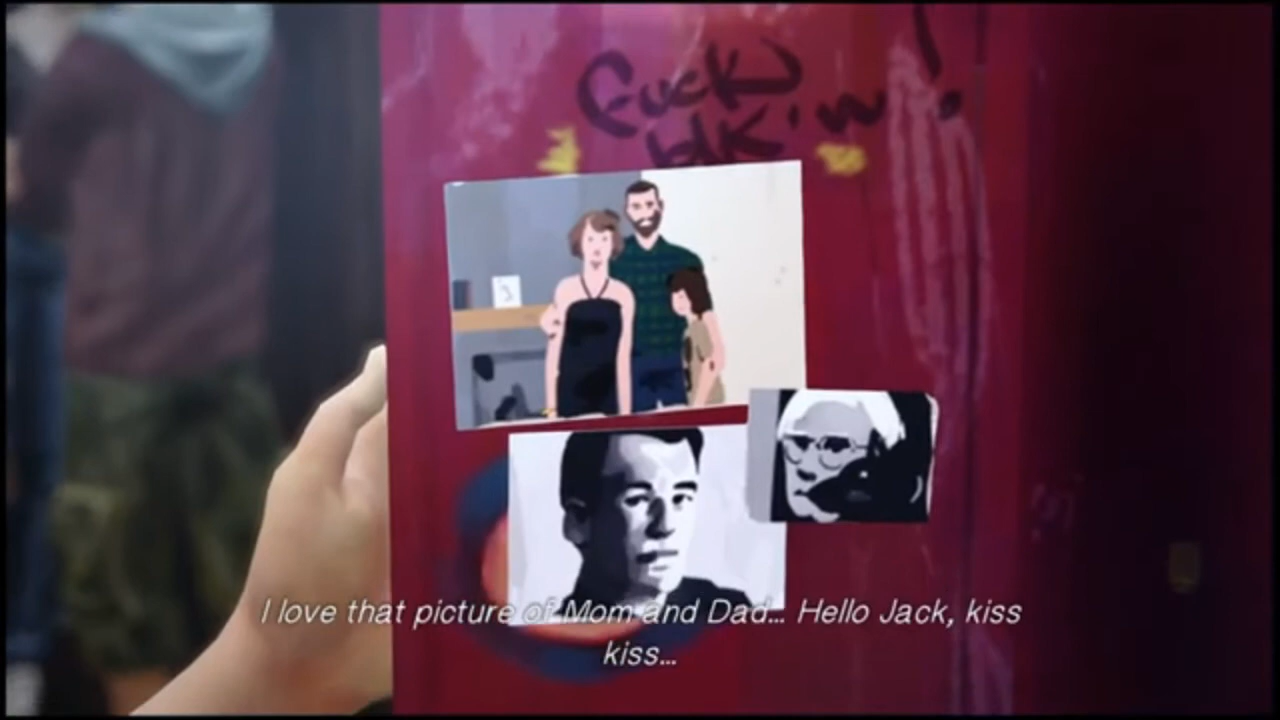 Fuck
I love that picture of Mom and Dad... Hello Jack, kiss
kiss...